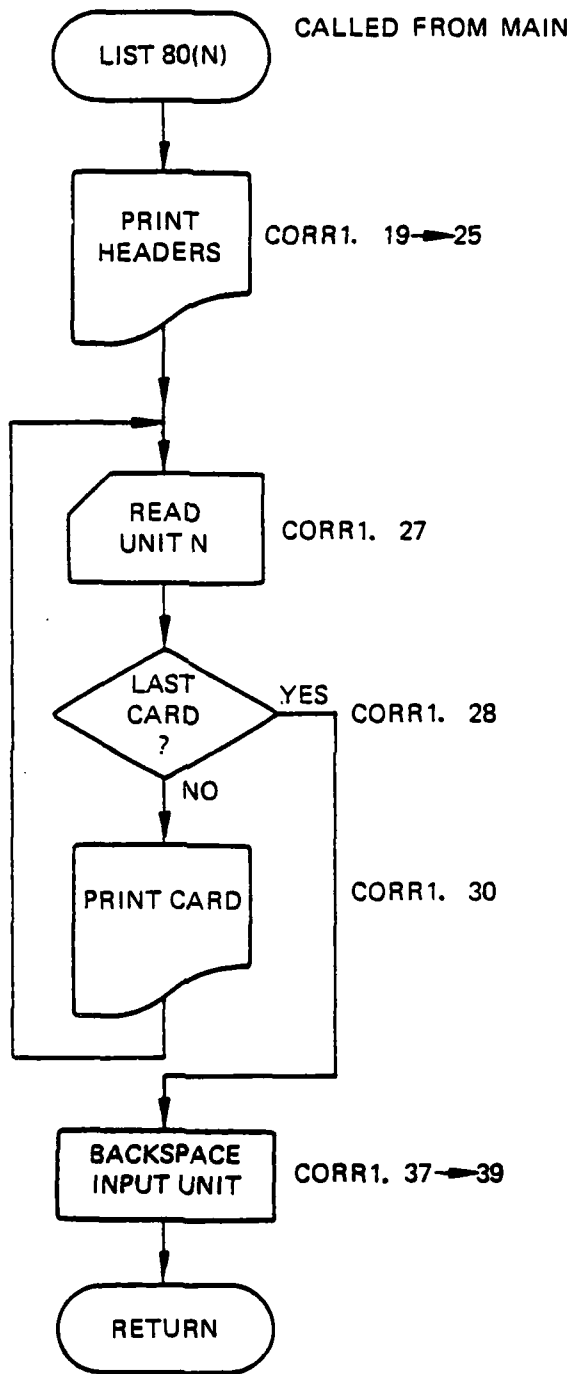 CALLED FROM MAIN
LIST 80(N)
PRINT
HEADERS
CORR1. 19→25
READ
UNIT N
CORR1. 27
LAST
CARD
?
YES
CORR1. 28
NO
PRINT CARD
CORR1. 30
BACKSPACE
INPUT UNIT
CORR1. 37→39
RETURN